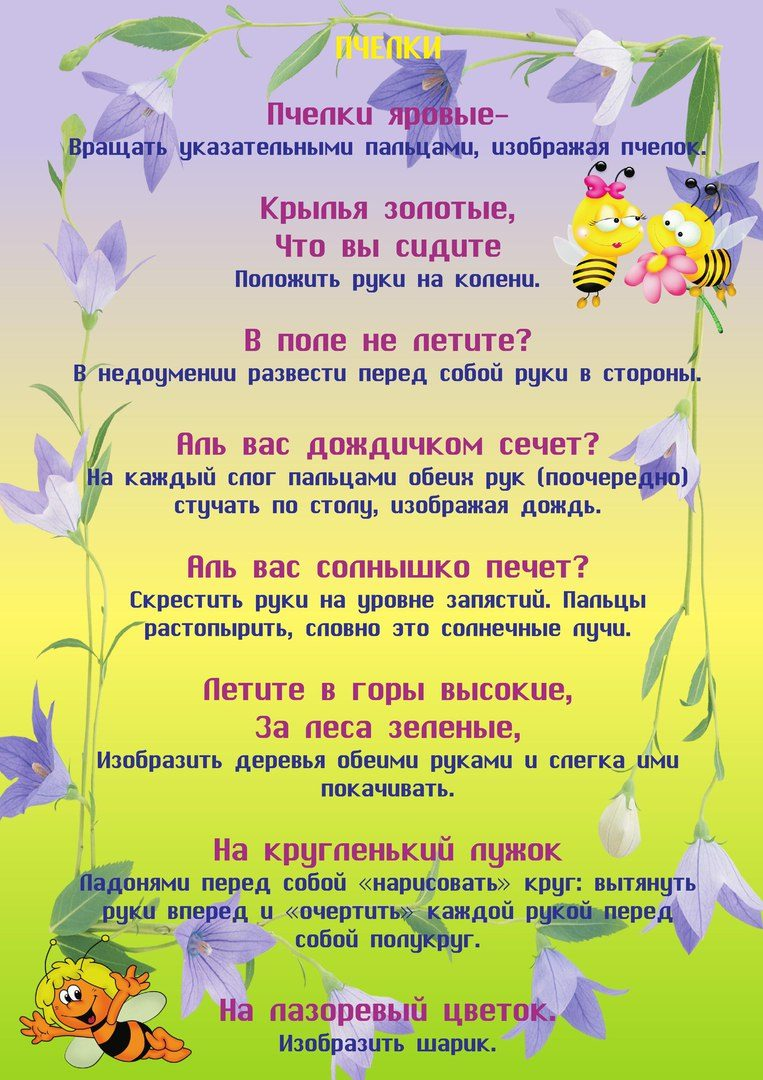 ПЧЕЛКИ
Пчелки яровые-
Вращать указательными пальцами, изображая пчелок.
Крылья золотые,
Что вы сидите
Положить руки на колени.
В поле не летите?
В недоумении развести перед собой руки в стороны.
Аль вас дождичком сечет?
На каждый слог пальцами обеих рук (поочередно)
стучать по столу, изображая дождь.
Аль вас солнышко печет?
Скрестить руки на уровне запястий. Пальцы
растопырить, словно это солнечные лучи.
Летите в горы высокие,
За леса зеленые,
Изобразить деревья обеими руками и слегка ими
покачивать.
На кругленький лужок
Ладонями перед собой «нарисовать» круг: вытянуть
руки вперед и «очертить» каждой рукой перед
собой полукруг.
На лазоревый цветок.
Изобразить шарик.